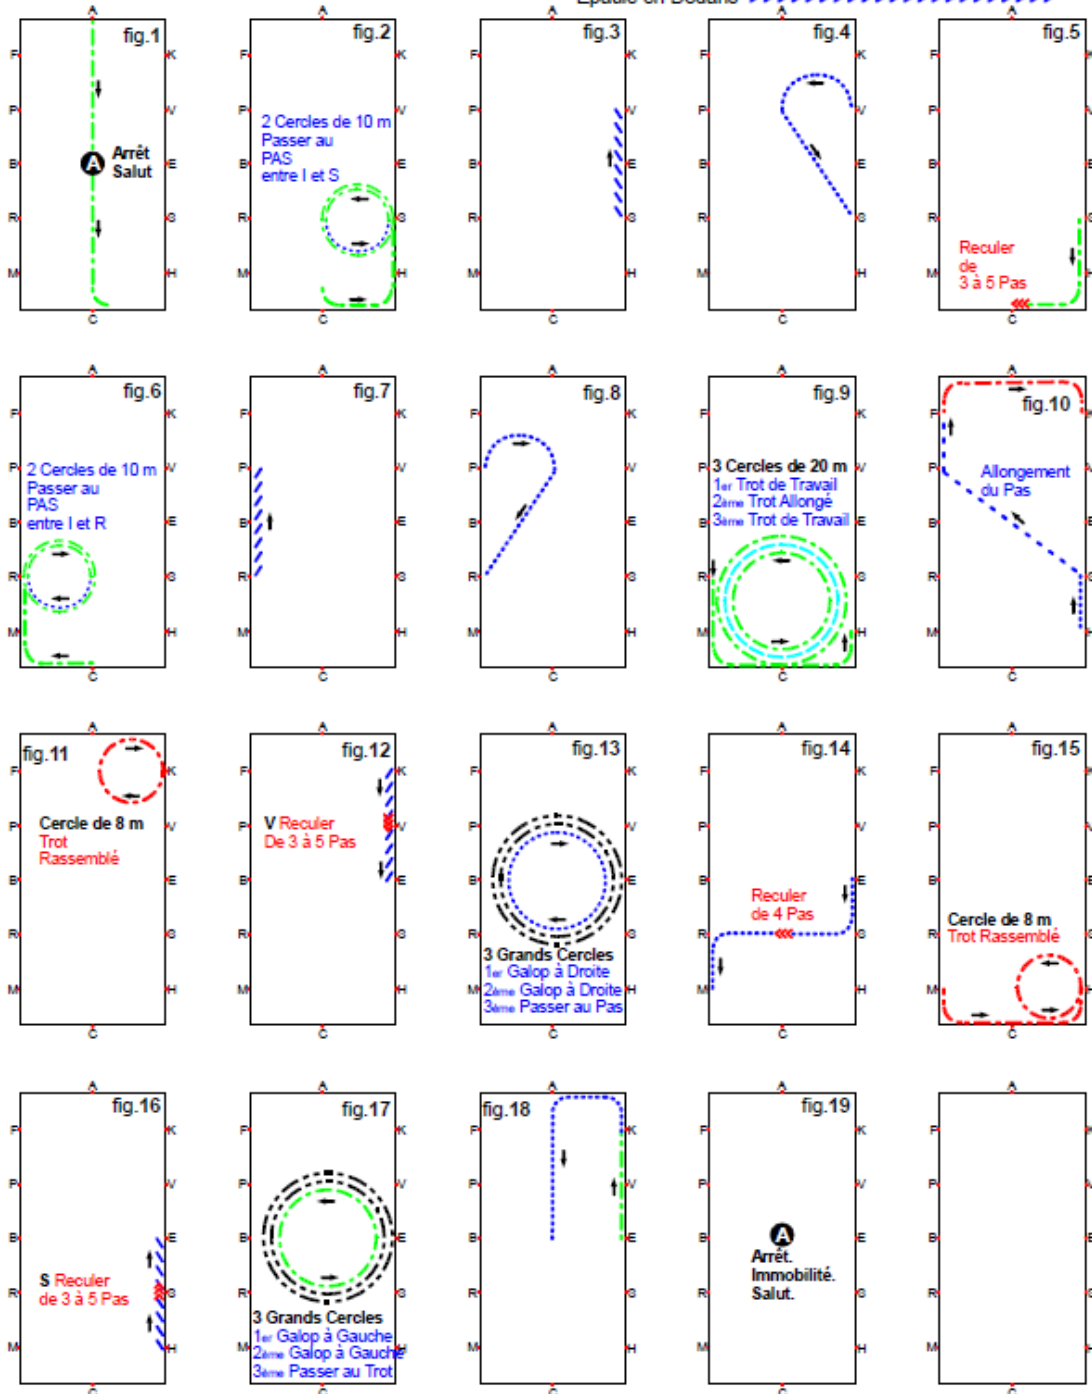 Epaule en Dedans
A
fig.1
F K
P V
B E
A Arrêt
Salut
R S
M H
C
A
fig.2
F K
P V
2 Cercles de 10 m
Passer au
PAS
B E
entre I et S
R S
M H
C
A
fig.3
F K
P V
B E
R S
M H
C
A
fig.4
F K
P V
B E
R S
M H
C
A
fig.5
F K
P V
B E
R S
Reculer
de
3 à 5 Pas
M H
C
A
fig.6
F K
P V
2 Cercles de 10 m
Passer au
PAS
B E
entre I et R
R S
M H
C
A
fig.7
F K
P V
B E
R S
M H
C
A
fig.8
F K
P V
B E
R S
M H
C
A
fig.9
F K
P V
3 Cercles de 20 m
1er Trot de Travail
2ème Trot Allongé
3ème Trot de Travail
B E
R S
M H
C
A
fig.10
F K
P V
Allongement
du Pas
B E
R S
M H
C
A
fig.11
F K
Cercle de 8 m
Trot
Rassemblé
P V
B E
R S
M H
C
A
fig.12
F K
P V
V Reculer
De 3 à 5 Pas
B E
R S
M H
C
A
fig.13
F K
P V
B E
R S
3 Grands Cercles
1er Galop à Droite
2ème Galop à Droite
3ème Passer au Pas
M H
C
A
fig.14
F K
P V
B E
Reculer
de 4 Pas
R S
M H
C
A
fig.15
F K
P V
B E
Cercle de 8 m
Trot Rassemblé
R S
M H
C
A
fig.16
F K
P V
B E
S Reculer
de 3 à 5 Pas
R S
M H
C
A
fig.17
F K
P V
B E
R S
3 Grands Cercles
1er Galop à Gauche
2ème Galop à Gauche
3ème Passer au Trot
M H
C
A
fig.18
F K
P V
B E
R S
M H
C
A
fig.19
F K
P V
B E
A
Arrêt.
Immobilité.
Salut.
R S
M H
C
A
F K
P V
B E
R S
M H
C